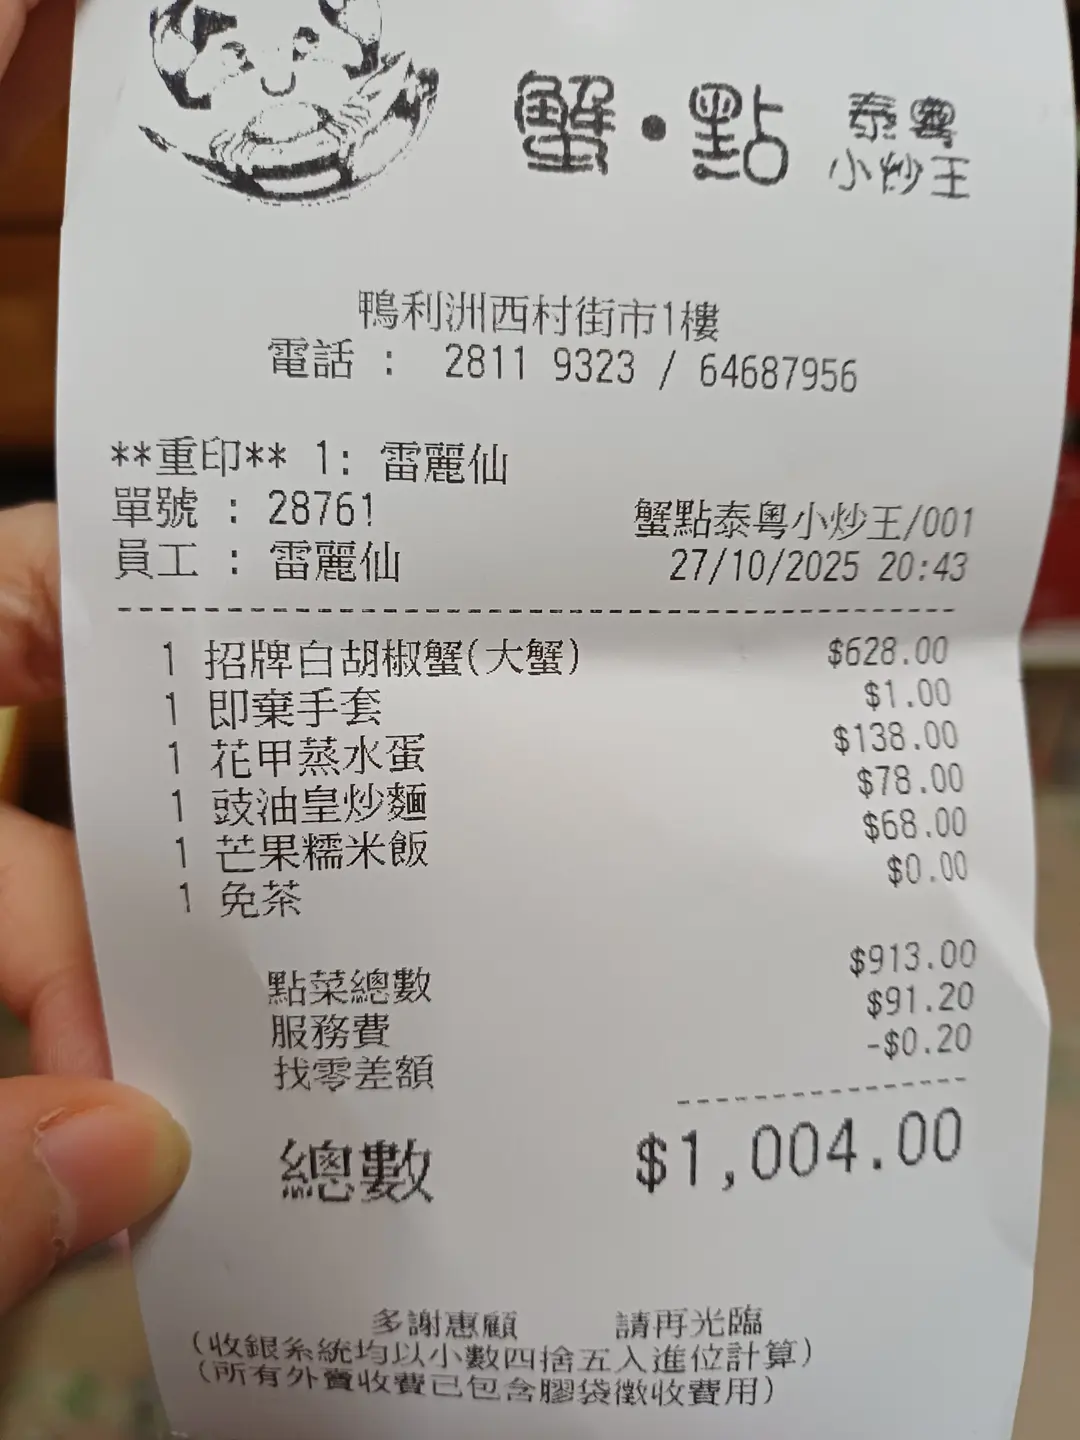 蟹·點 泰粵
小炒王
鴨利洲西村街市1樓
電話 : 2811 9323 / 64687956
**重印** 1: 雷麗仙
單號 : 28761!
蟹點泰粵小炒王/001
員工 : 雷麗仙
27/10/2025 20:43
1 招牌白胡椒蟹(大蟹) $628.00
1 即棄手套 $1.00
1 花甲蒸水蛋 $138.00
1 豉油皇炒麵 $78.00
1 芒果糯米飯 $68.00
1 免茶 $0.00
點菜總數 $913.00
服務費 $91.20
找零差額 -$0.20
總數 $1,004.00
多謝惠顧 請再光臨
(收銀系統均以小數四捨五入進位計算)
(所有外賣收費已包含膠袋徵收費用)